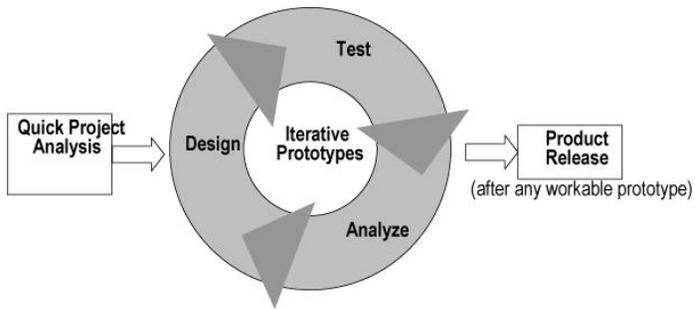 Quick Project
Analysis
Design
Test
Iterative
Prototypes
Analyze
Product
Release
(after any workable prototype)